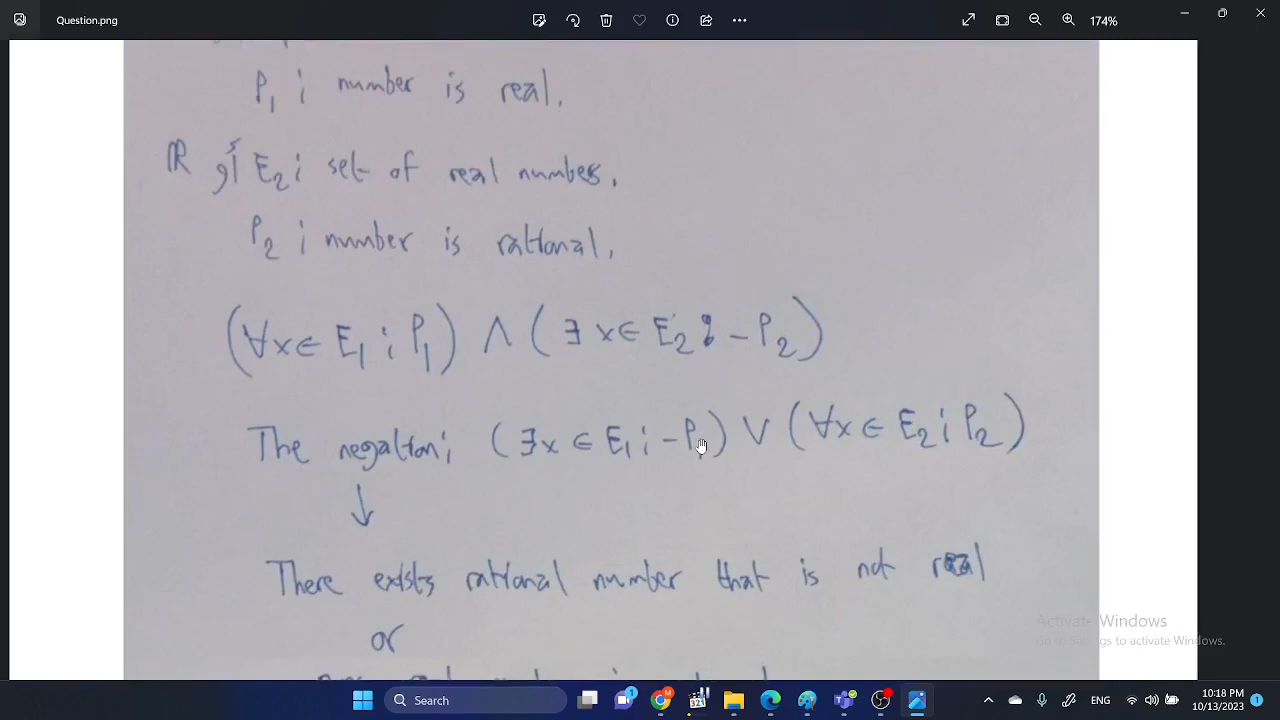 Question.png
174%
P₁ ; number is real.
ℝ أو E₂ ; set of real numbers.
P₂ ; number is rational.
(∀x∈ E₁ ; P₁) ∧ (∃ x∈ E₂ ; – P₂)
The negation; (∃x ∈ E₁ ; – P₁) ∨ (∀x ∈ E₂ ; P₂)
↓
There exists rational number that is not real
or
Activate Windows
Go to Settings to activate Windows.
Search
ENG
10:18 PM
10/13/2023